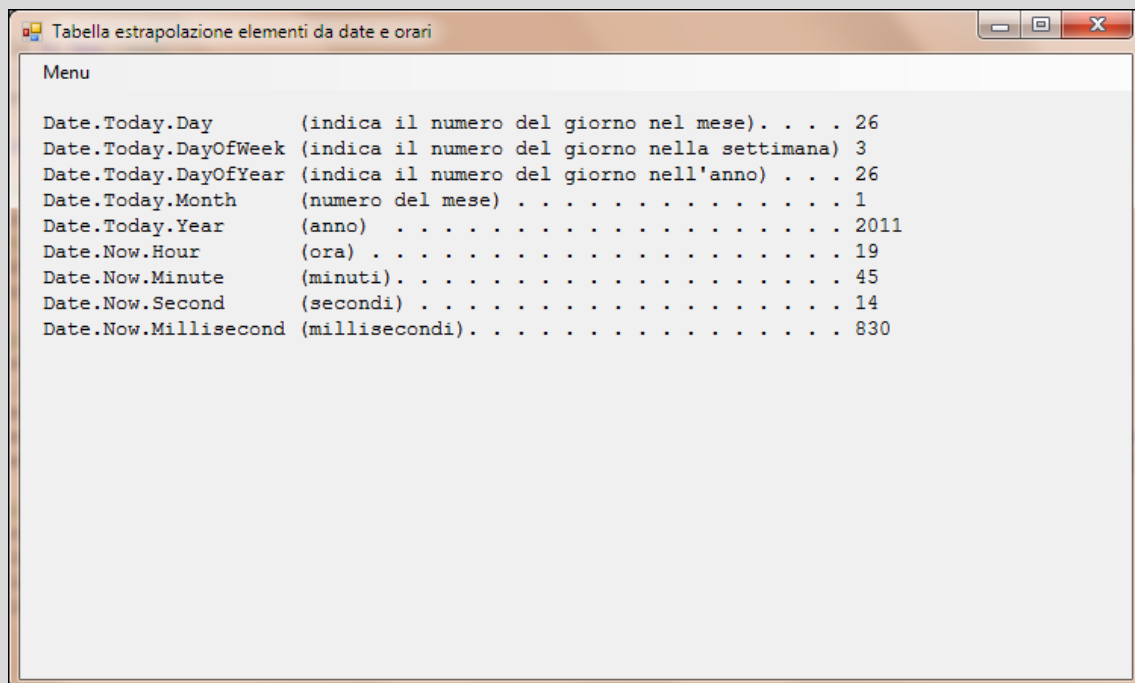 Tabella estrapolazione elementi da date e orari
Menu
Date.Today.Day (indica il numero del giorno nel mese). . . . 26
Date.Today.DayOfWeek (indica il numero del giorno nella settimana) 3
Date.Today.DayOfYear (indica il numero del giorno nell'anno) . . . 26
Date.Today.Month (numero del mese) . . . . . . . . . . . . . . 1
Date.Today.Year (anno) . . . . . . . . . . . . . . . . . . . 2011
Date.Now.Hour (ora) . . . . . . . . . . . . . . . . . . . . 19
Date.Now.Minute (minuti). . . . . . . . . . . . . . . . . . . 45
Date.Now.Second (secondi) . . . . . . . . . . . . . . . . . . 14
Date.Now.Millisecond (millisecondi). . . . . . . . . . . . . . . . 830